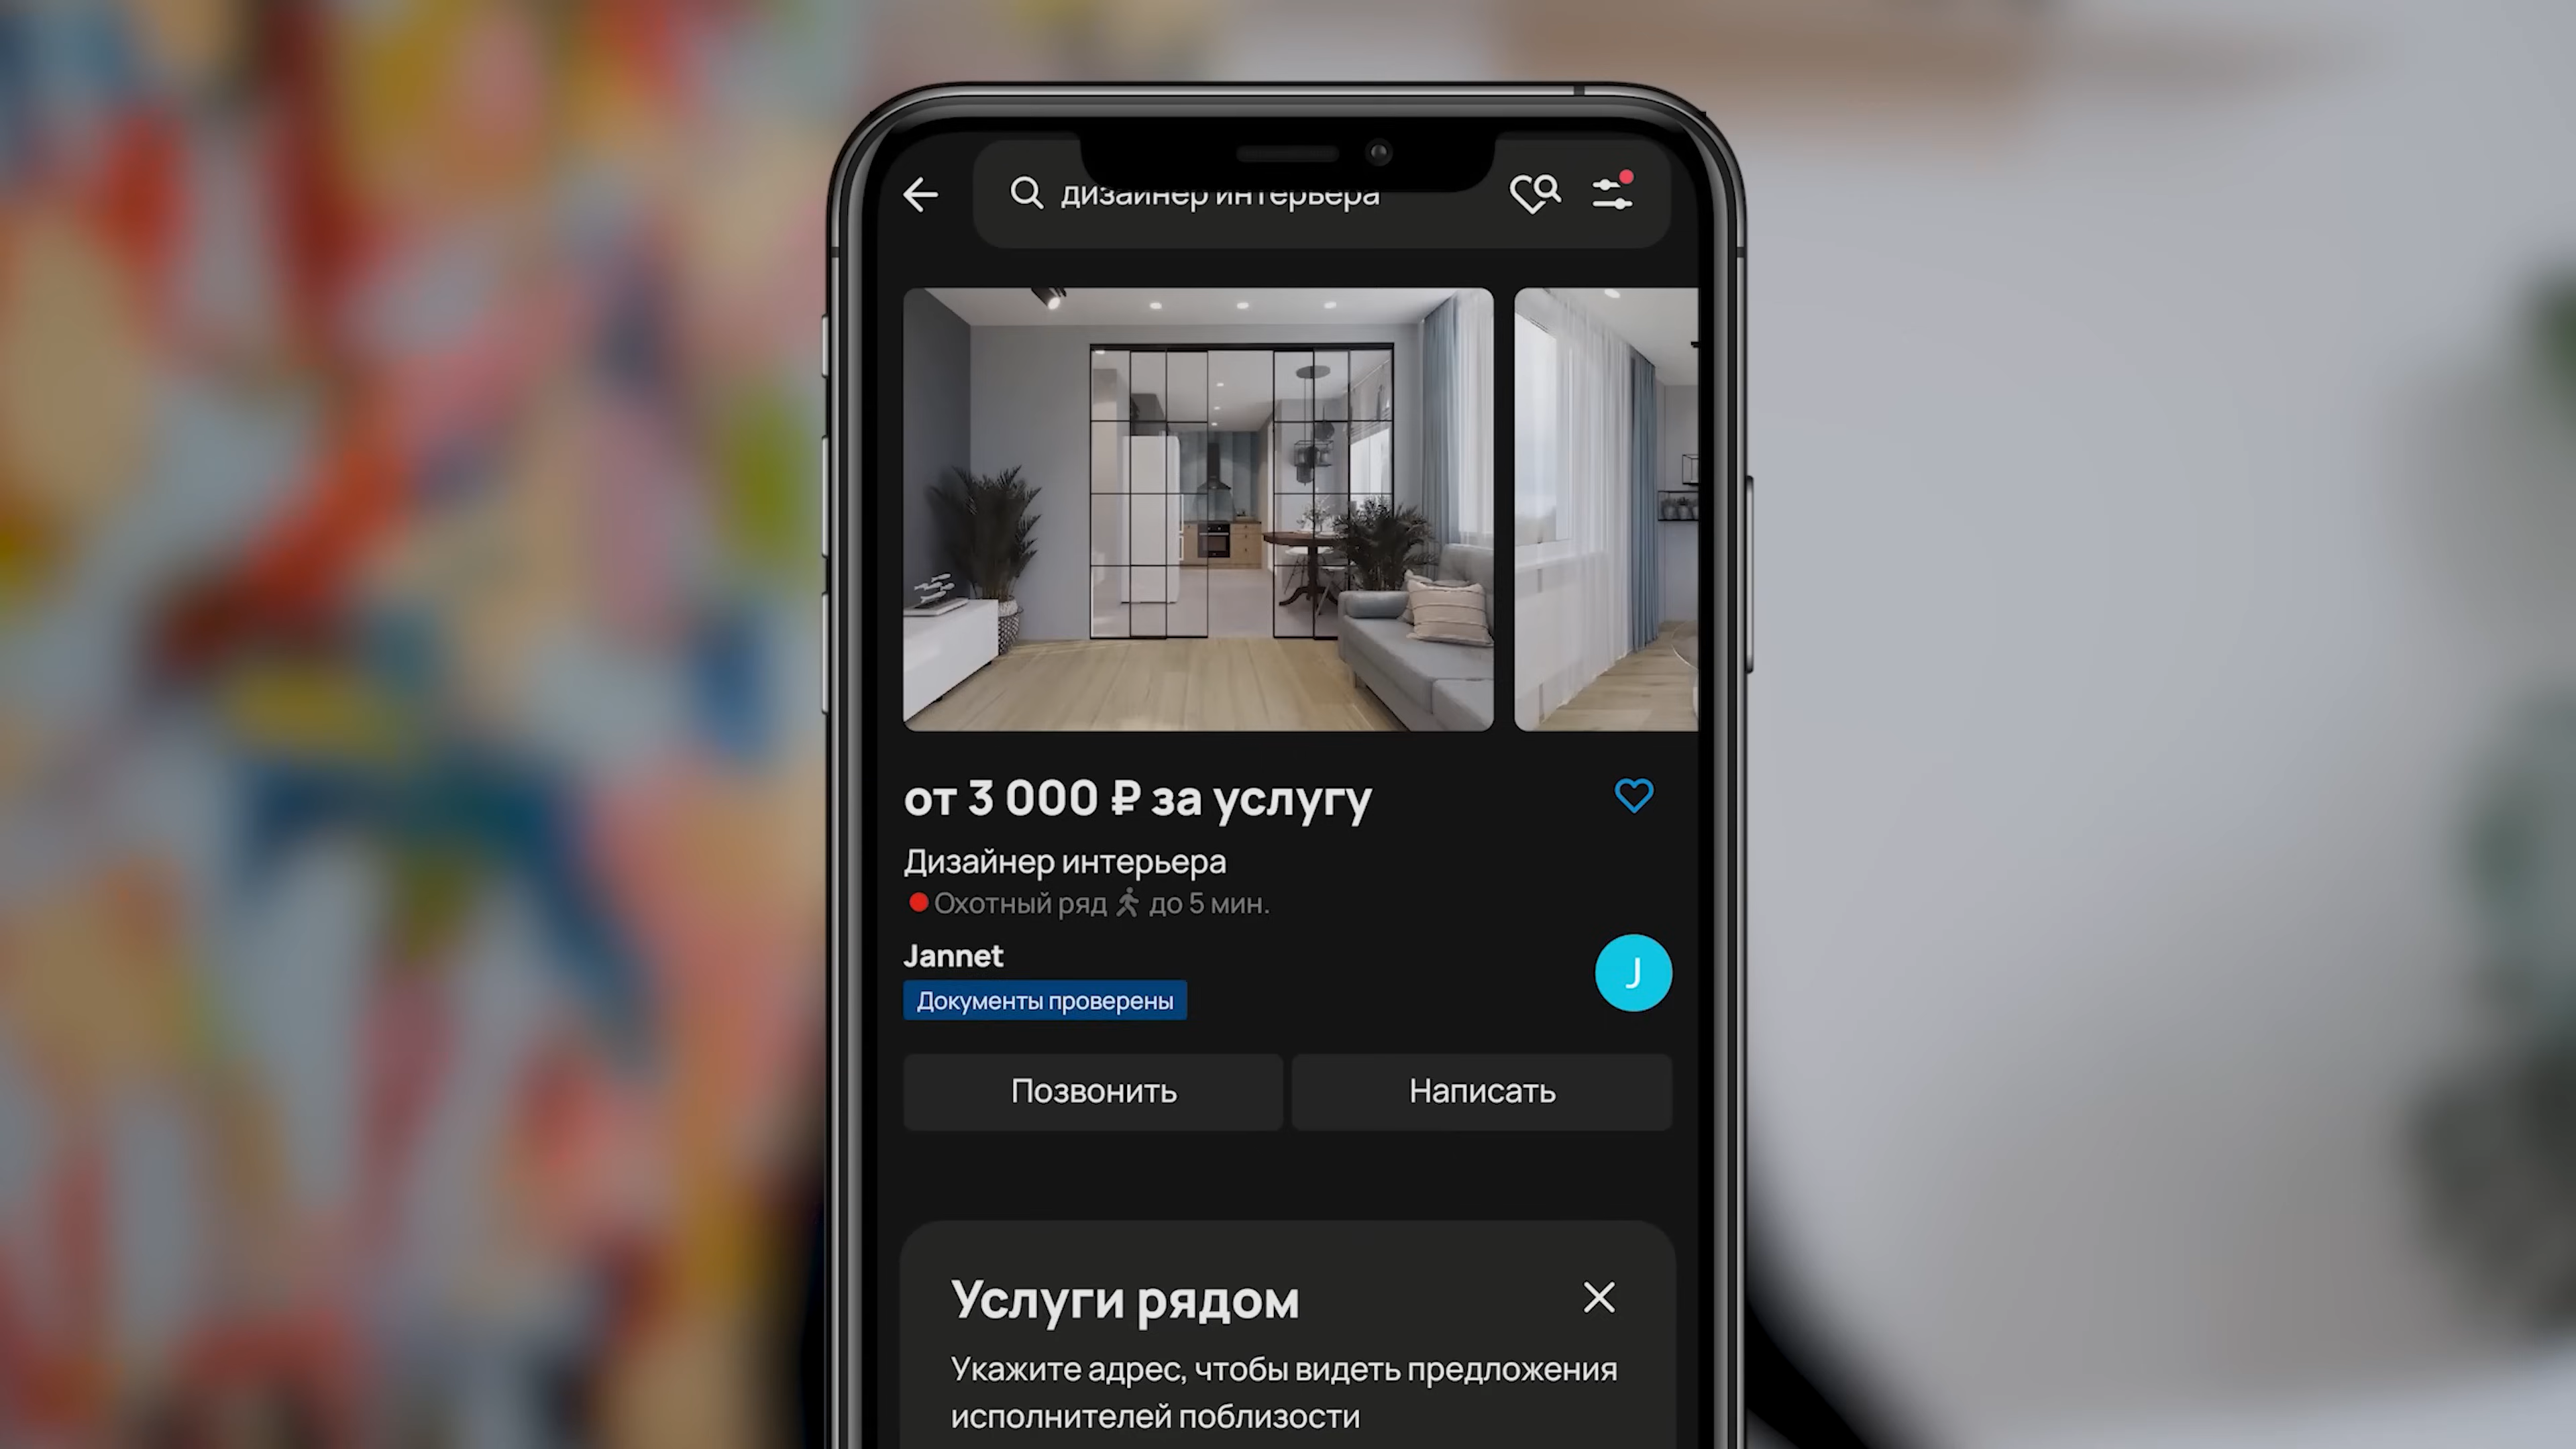 дизайнер интерьера
от 3 000 ₽ за услугу
Дизайнер интерьера
Охотный ряд до 5 мин.
Jannet
J
Документы проверены
Позвонить
Написать
Услуги рядом
Укажите адрес, чтобы видеть предложения
исполнителей поблизости